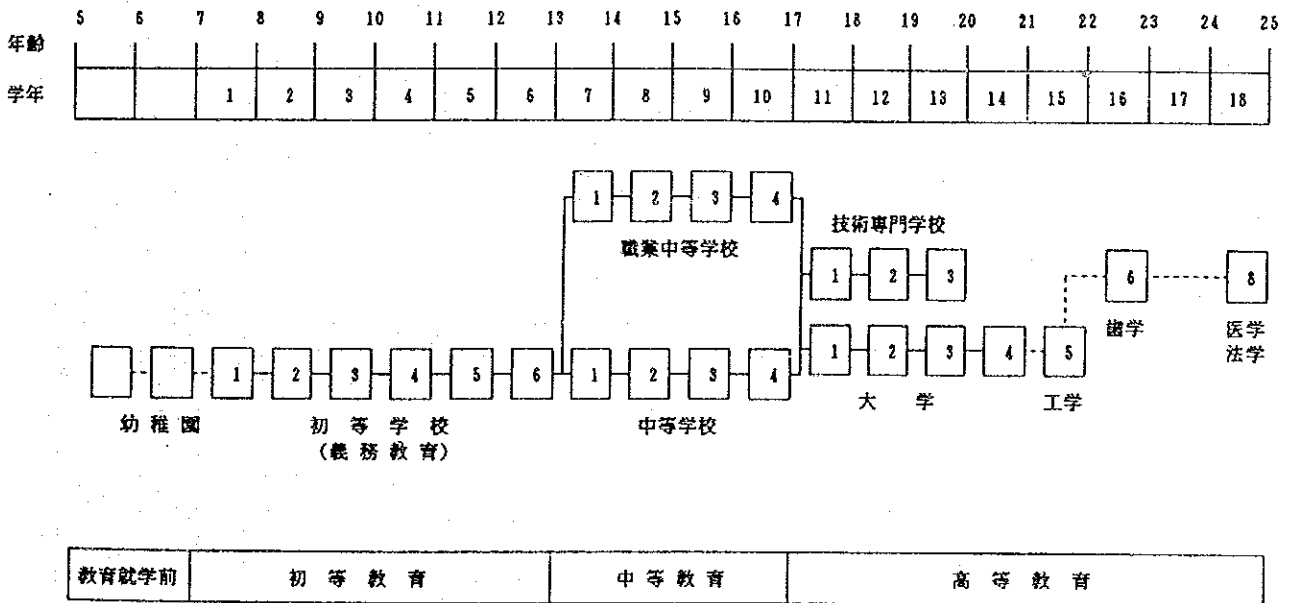 5 6 7 8 9 10 11 12 13 14 15 16 17 18 19 20 21 22 23 24 25
年齢
学年 1 2 3 4 5 6 7 8 9 10 11 12 13 14 15 16 17 18
1 2 3 4
職業中等学校
技術専門学校
1 2 3
6 8
歯学 医学
法学
1 2 3 4 5 6 1 2 3 4
1 2 3 4 5
大学 工学
幼稚園 初等学校 中等学校
(義務教育)
教育就学前 初等教育 中等教育 高等教育